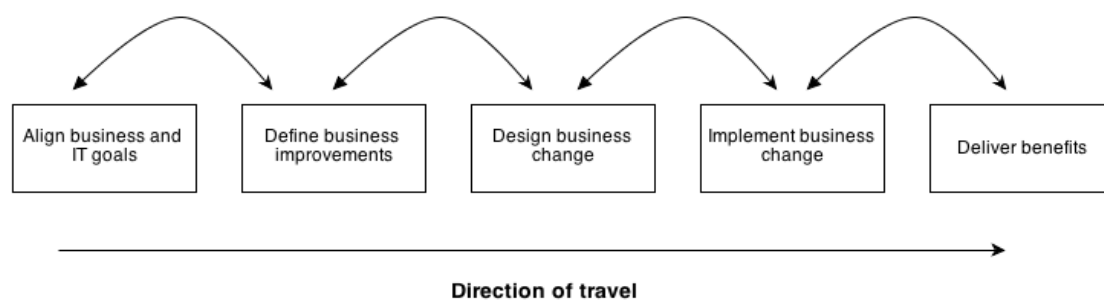 Align business and
IT goals
Define business
improvements
Design business
change
Implement business
change
Deliver benefits
Direction of travel